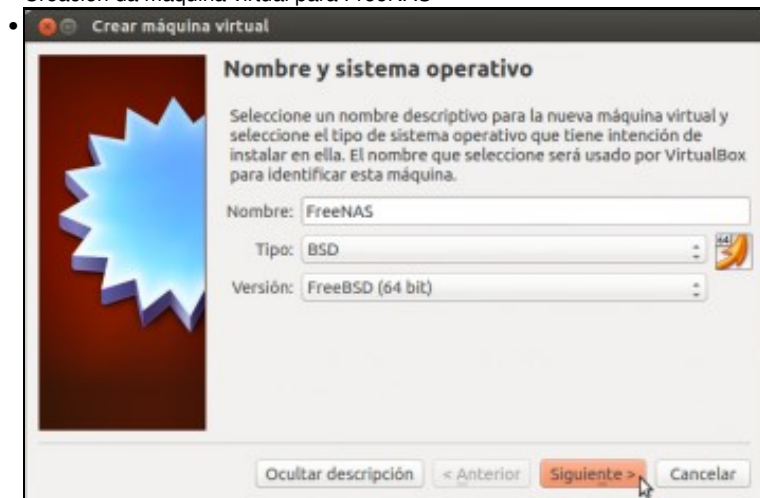 Creación da máquina virtual para FreeNAS
Crear máquina virtual
Nombre y sistema operativo
Seleccione un nombre descriptivo para la nueva máquina virtual y
seleccione el tipo de sistema operativo que tiene intención de
instalar en ella. El nombre que seleccione será usado por VirtualBox
para identificar esta máquina.
Nombre: FreeNAS
Tipo: BSD
64
Versión: FreeBSD (64 bit)
Ocultar descripción < Anterior Siguiente > Cancelar